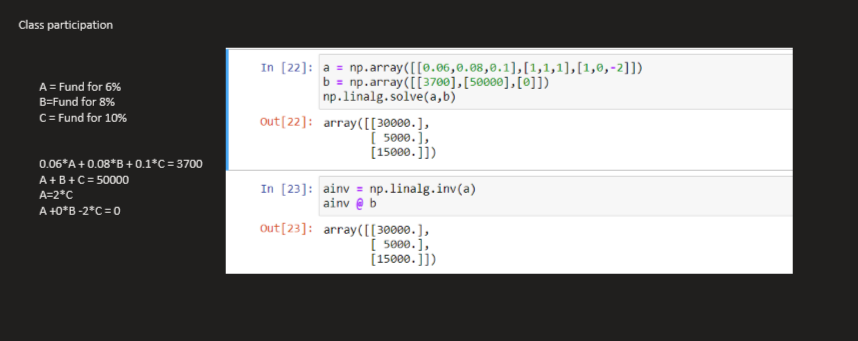 Class participation
A = Fund for 6%
B=Fund for 8%
C = Fund for 10%
0.06*A + 0.08*B + 0.1*C = 3700
A + B + C = 50000
A=2*C
A +0*B -2*C = 0
In [22]: a = np.array([[0.06,0.08,0.1],[1,1,1],[1,0,-2]])
b = np.array([[3700],[50000],[0]])
np.linalg.solve(a,b)
Out[22]: array([[30000.],
[ 5000.],
[15000.]])
In [23]: ainv = np.linalg.inv(a)
ainv @ b
Out[23]: array([[30000.],
[ 5000.],
[15000.]])